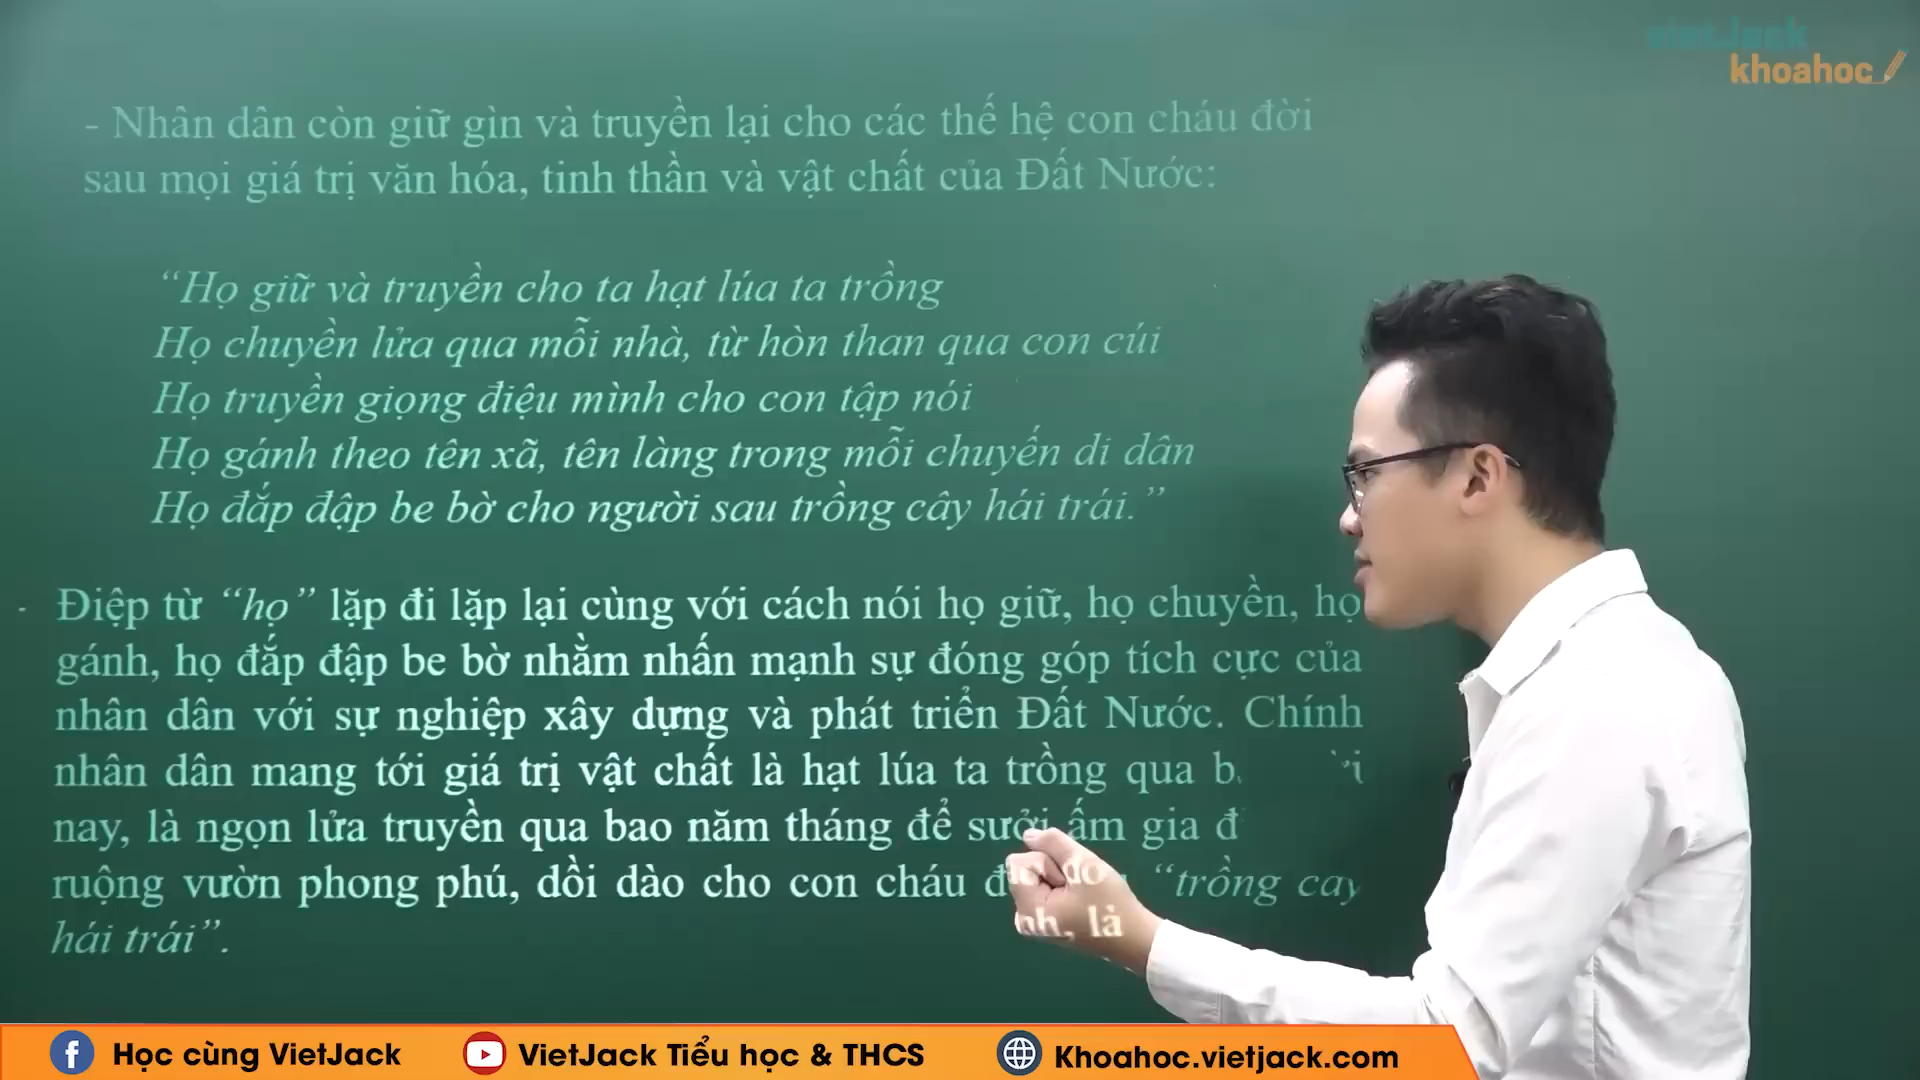 vietJack
khoahoc
- Nhân dân còn giữ gìn và truyền lại cho các thế hệ con cháu đời
sau mọi giá trị văn hóa, tinh thần và vật chất của Đất Nước:
“Họ giữ và truyền cho ta hạt lúa ta trồng
Họ chuyền lửa qua mỗi nhà, từ hòn than qua con cúi
Họ truyền giọng điệu mình cho con tập nói
Họ gánh theo tên xã, tên làng trong mỗi chuyến di dân
Họ đắp đập be bờ cho người sau trồng cây hái trái.”
- Điệp từ “họ” lặp đi lặp lại cùng với cách nói họ giữ, họ chuyền, họ
gánh, họ đắp đập be bờ nhằm nhấn mạnh sự đóng góp tích cực của
nhân dân với sự nghiệp xây dựng và phát triển Đất Nước. Chính
nhân dân mang tới giá trị vật chất là hạt lúa ta trồng qua
nay, là ngọn lửa truyền qua bao năm tháng để sưởi ấm gia
là
ruộng vườn phong phú, dồi dào cho con cháu “trồng cây
hái trái”.
Học cùng VietJack
VietJack Tiểu học & THCS
Khoahoc.vietjack.com